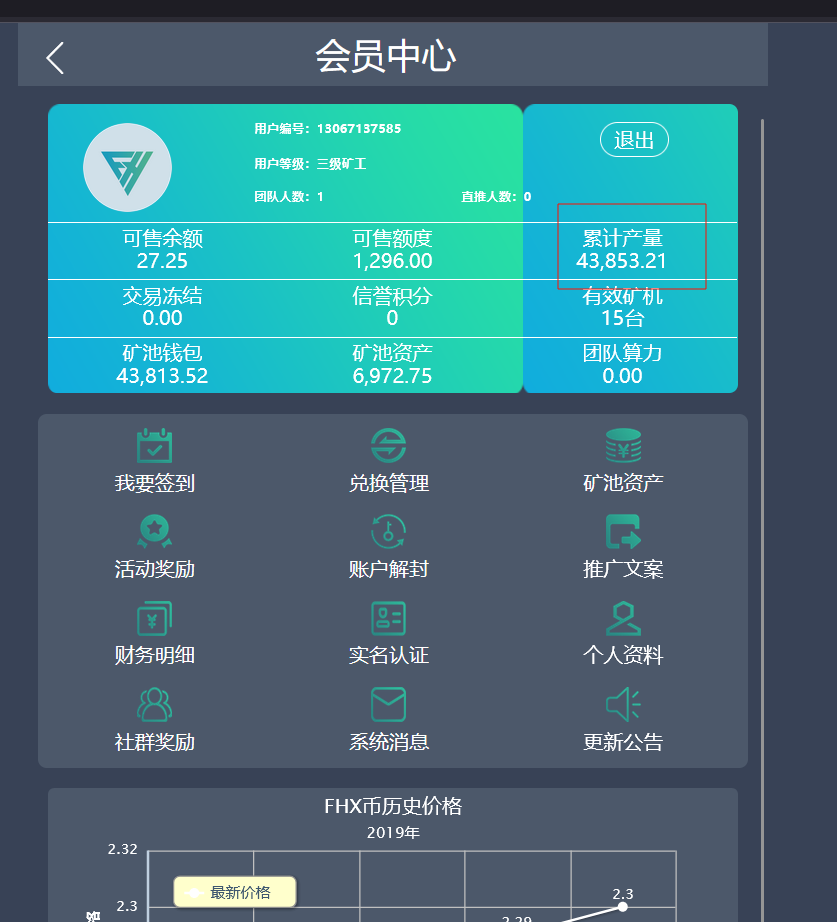 会员中心
用户编号：13067137585
退出
用户等级：三级矿工
团队人数：1 直推人数：0
可售余额 可售额度 累计产量
27.25 1,296.00 43,853.21
交易冻结 信誉积分 有效矿机
0.00 0 15台
矿池钱包 矿池资产 团队算力
43,813.52 6,972.75 0.00
我要签到 兑换管理 矿池资产
活动奖励 账户解封 推广文案
财务明细 实名认证 个人资料
社群奖励 系统消息 更新公告
FHX币历史价格
2019年
2.32
最新价格
2.3
2.3